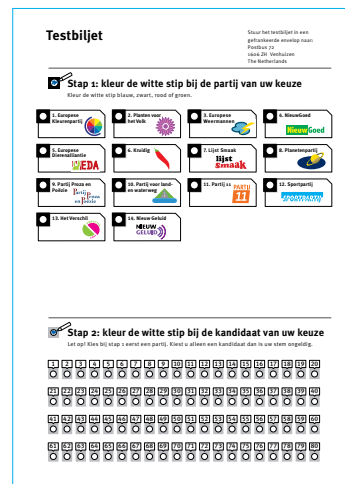 Testbiljet
Stuur het testbiljet in een
gefrankeerde envelop naan
Postbus 72
1606 ZH Venhuizen
The Netherlands
Stap 1: kleur de witte stip bij de partij van uw keuze
Kleur de witte stip blauw, zwart, rood of groen.
1. Europese Kleurenpartij
2. Planten voor het Volk
3. Europese Weermannen
4. NieuwGoed
NieuwGoed
5. Europese Dierenalliantie
EDA
6. Kruidig
7. Lijst Smaak
lijst smaak
8. Planetenpartij
9. Partij Proza en Poëzie
Partij Proza en Poëzie
10. Partij voor land- en waterweg
11. Partij 11
PARTIJ 11
12. Sportpartij
SPORTPARTIJ
13. Het Verschil
14. Nieuw Geluid
NIEUW GELUID
Stap 2: kleur de witte stip bij de kandidaat van uw keuze
Let op! Kies bij stap 1 eerst een partij. Kiest u alleen een kandidaat dan is uw stem ongeldig.
1 2 3 4 5 6 7 8 9 10 11 12 13 14 15 16 17 18 19 20
21 22 23 24 25 26 27 28 29 30 31 32 33 34 35 36 37 38 39 40
41 42 43 44 45 46 47 48 49 50 51 52 53 54 55 56 57 58 59 60
61 62 63 64 65 66 67 68 69 70 71 72 73 74 75 76 77 78 79 80